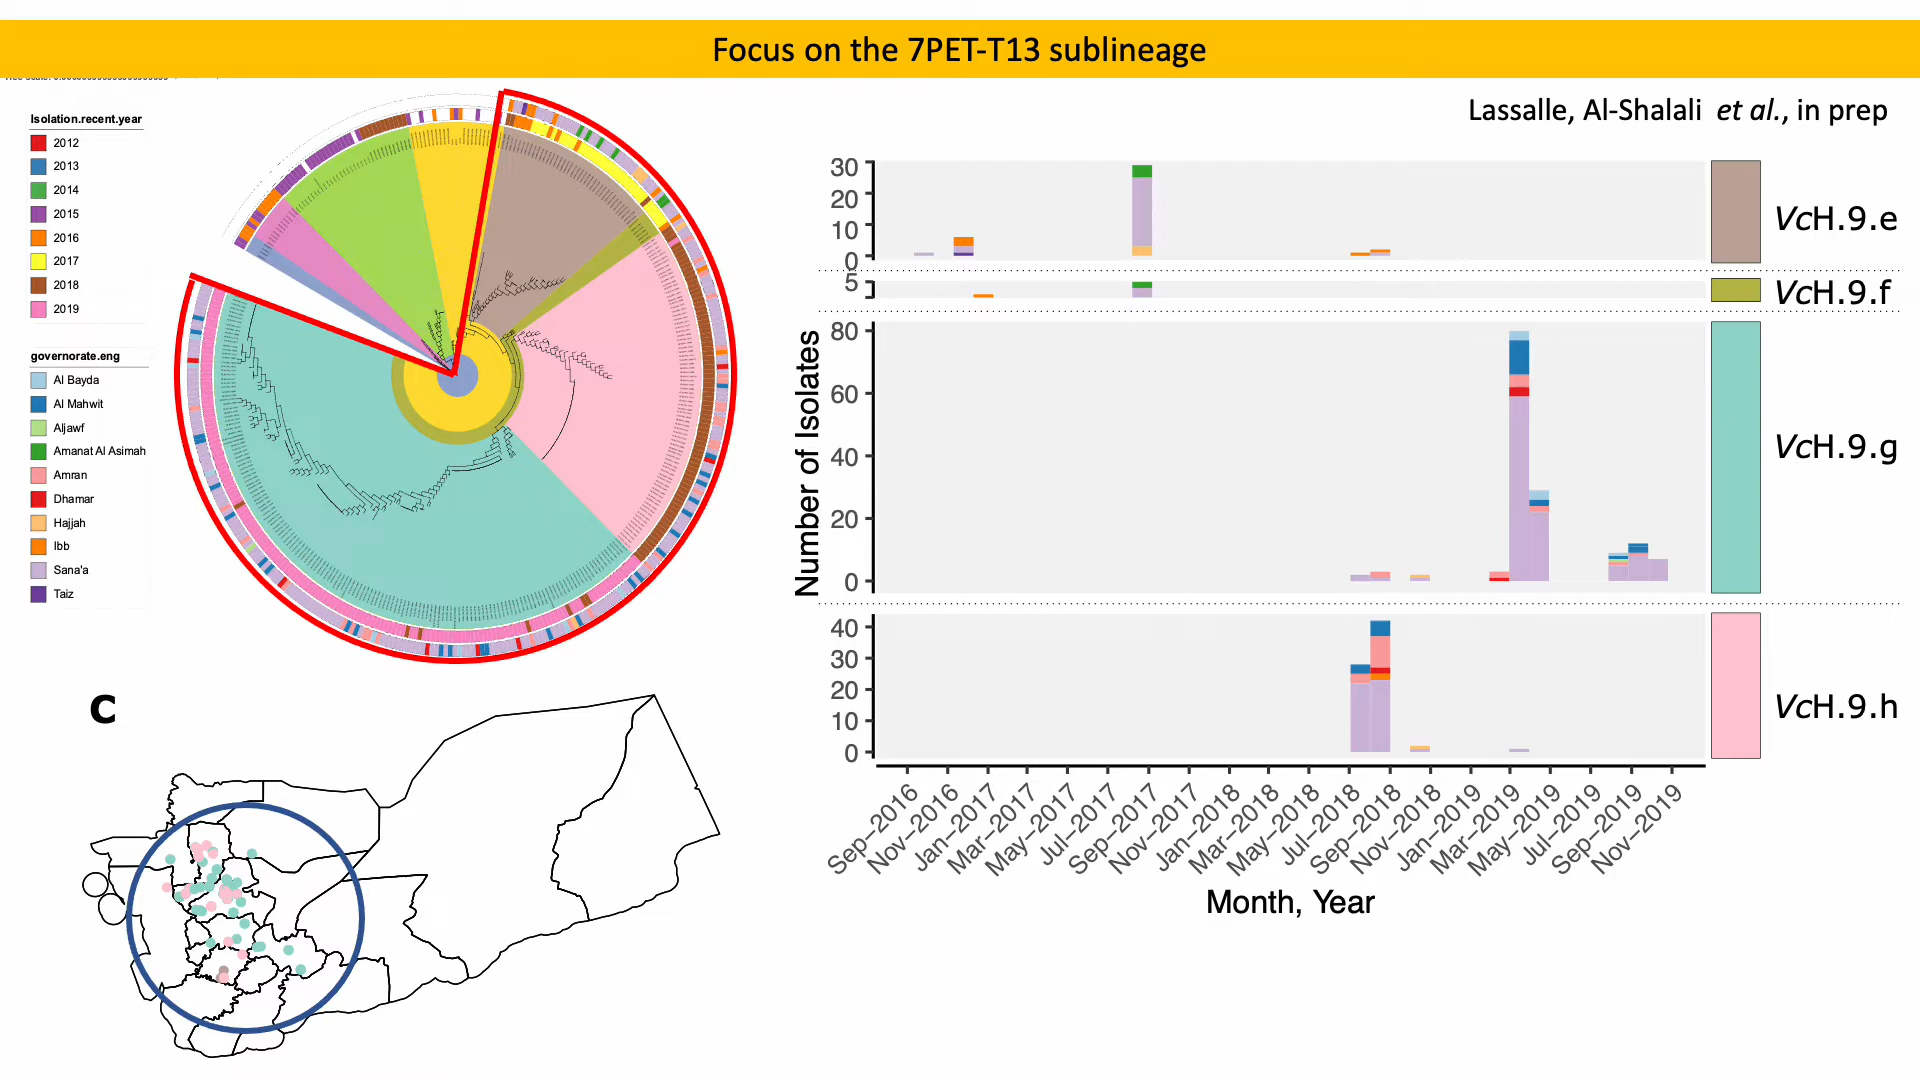 Focus on the 7PET-T13 sublineage
Lassalle, Al-Shalali et al., in prep
Isolation.recent.year
2012
2013
2014
2015
2016
2017
2018
2019
governorate.eng
Al Bayda
Al Mahwit
Aljawf
Amanat Al Asimah
Amran
Dhamar
Hajjah
Ibb
Sana'a
Taiz
C
Number of Isolates
30
20
10
0
VcH.9.e
5
VcH.9.f
80
60
40
20
0
VcH.9.g
40
30
20
10
0
VcH.9.h
Sep–2016
Nov–2016
Jan–2017
Mar–2017
May–2017
Jul–2017
Sep–2017
Nov–2017
Jan–2018
Mar–2018
May–2018
Jul–2018
Sep–2018
Nov–2018
Jan–2019
Mar–2019
May–2019
Jul–2019
Sep–2019
Nov–2019
Month, Year